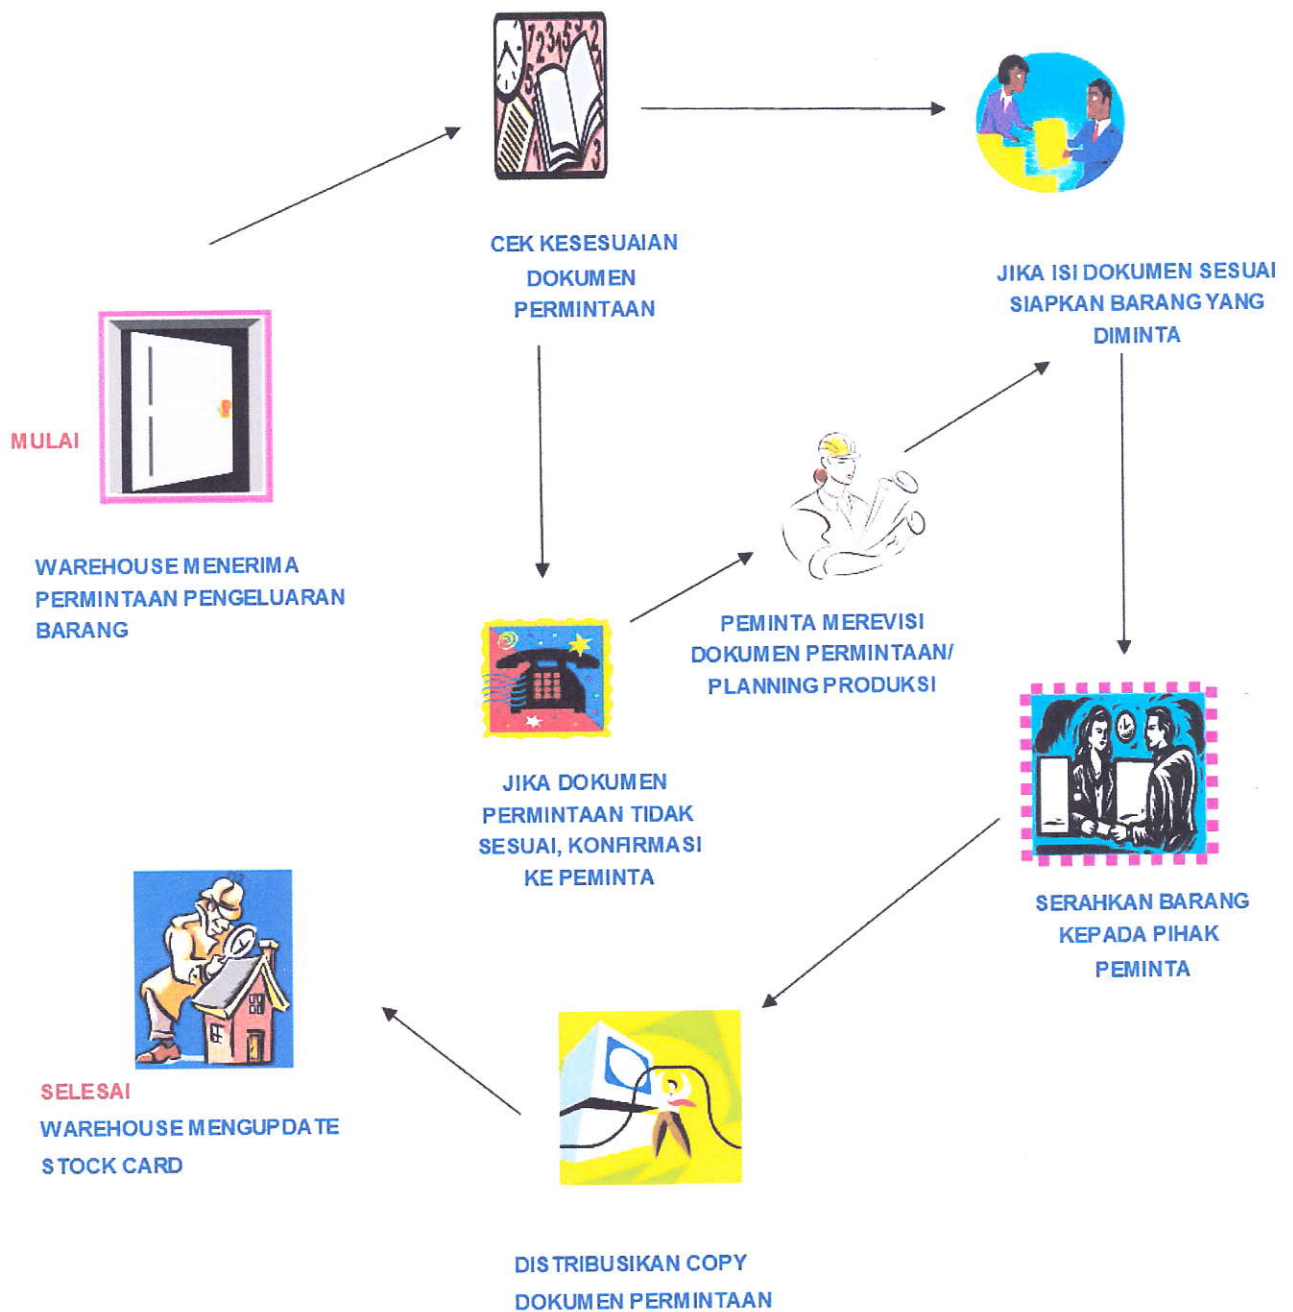 CEK KESESUAIAN
DOKUMEN
PERMINTAAN
JIKA ISI DOKUMEN SESUAI
SIAPKAN BARANG YANG
DIMINTA
MULAI
WAREHOUSE MENERIMA
PERMINTAAN PENGELUARAN
BARANG
PEMINTA MEREVISI
DOKUMEN PERMINTAAN/
PLANNING PRODUKSI
JIKA DOKUMEN
PERMINTAAN TIDAK
SESUAI, KONFIRMASI
KE PEMINTA
SERAHKAN BARANG
KEPADA PIHAK
PEMINTA
SELESAI
WAREHOUSE MENGUPDATE
STOCK CARD
DISTRIBUSIKAN COPY
DOKUMEN PERMINTAAN